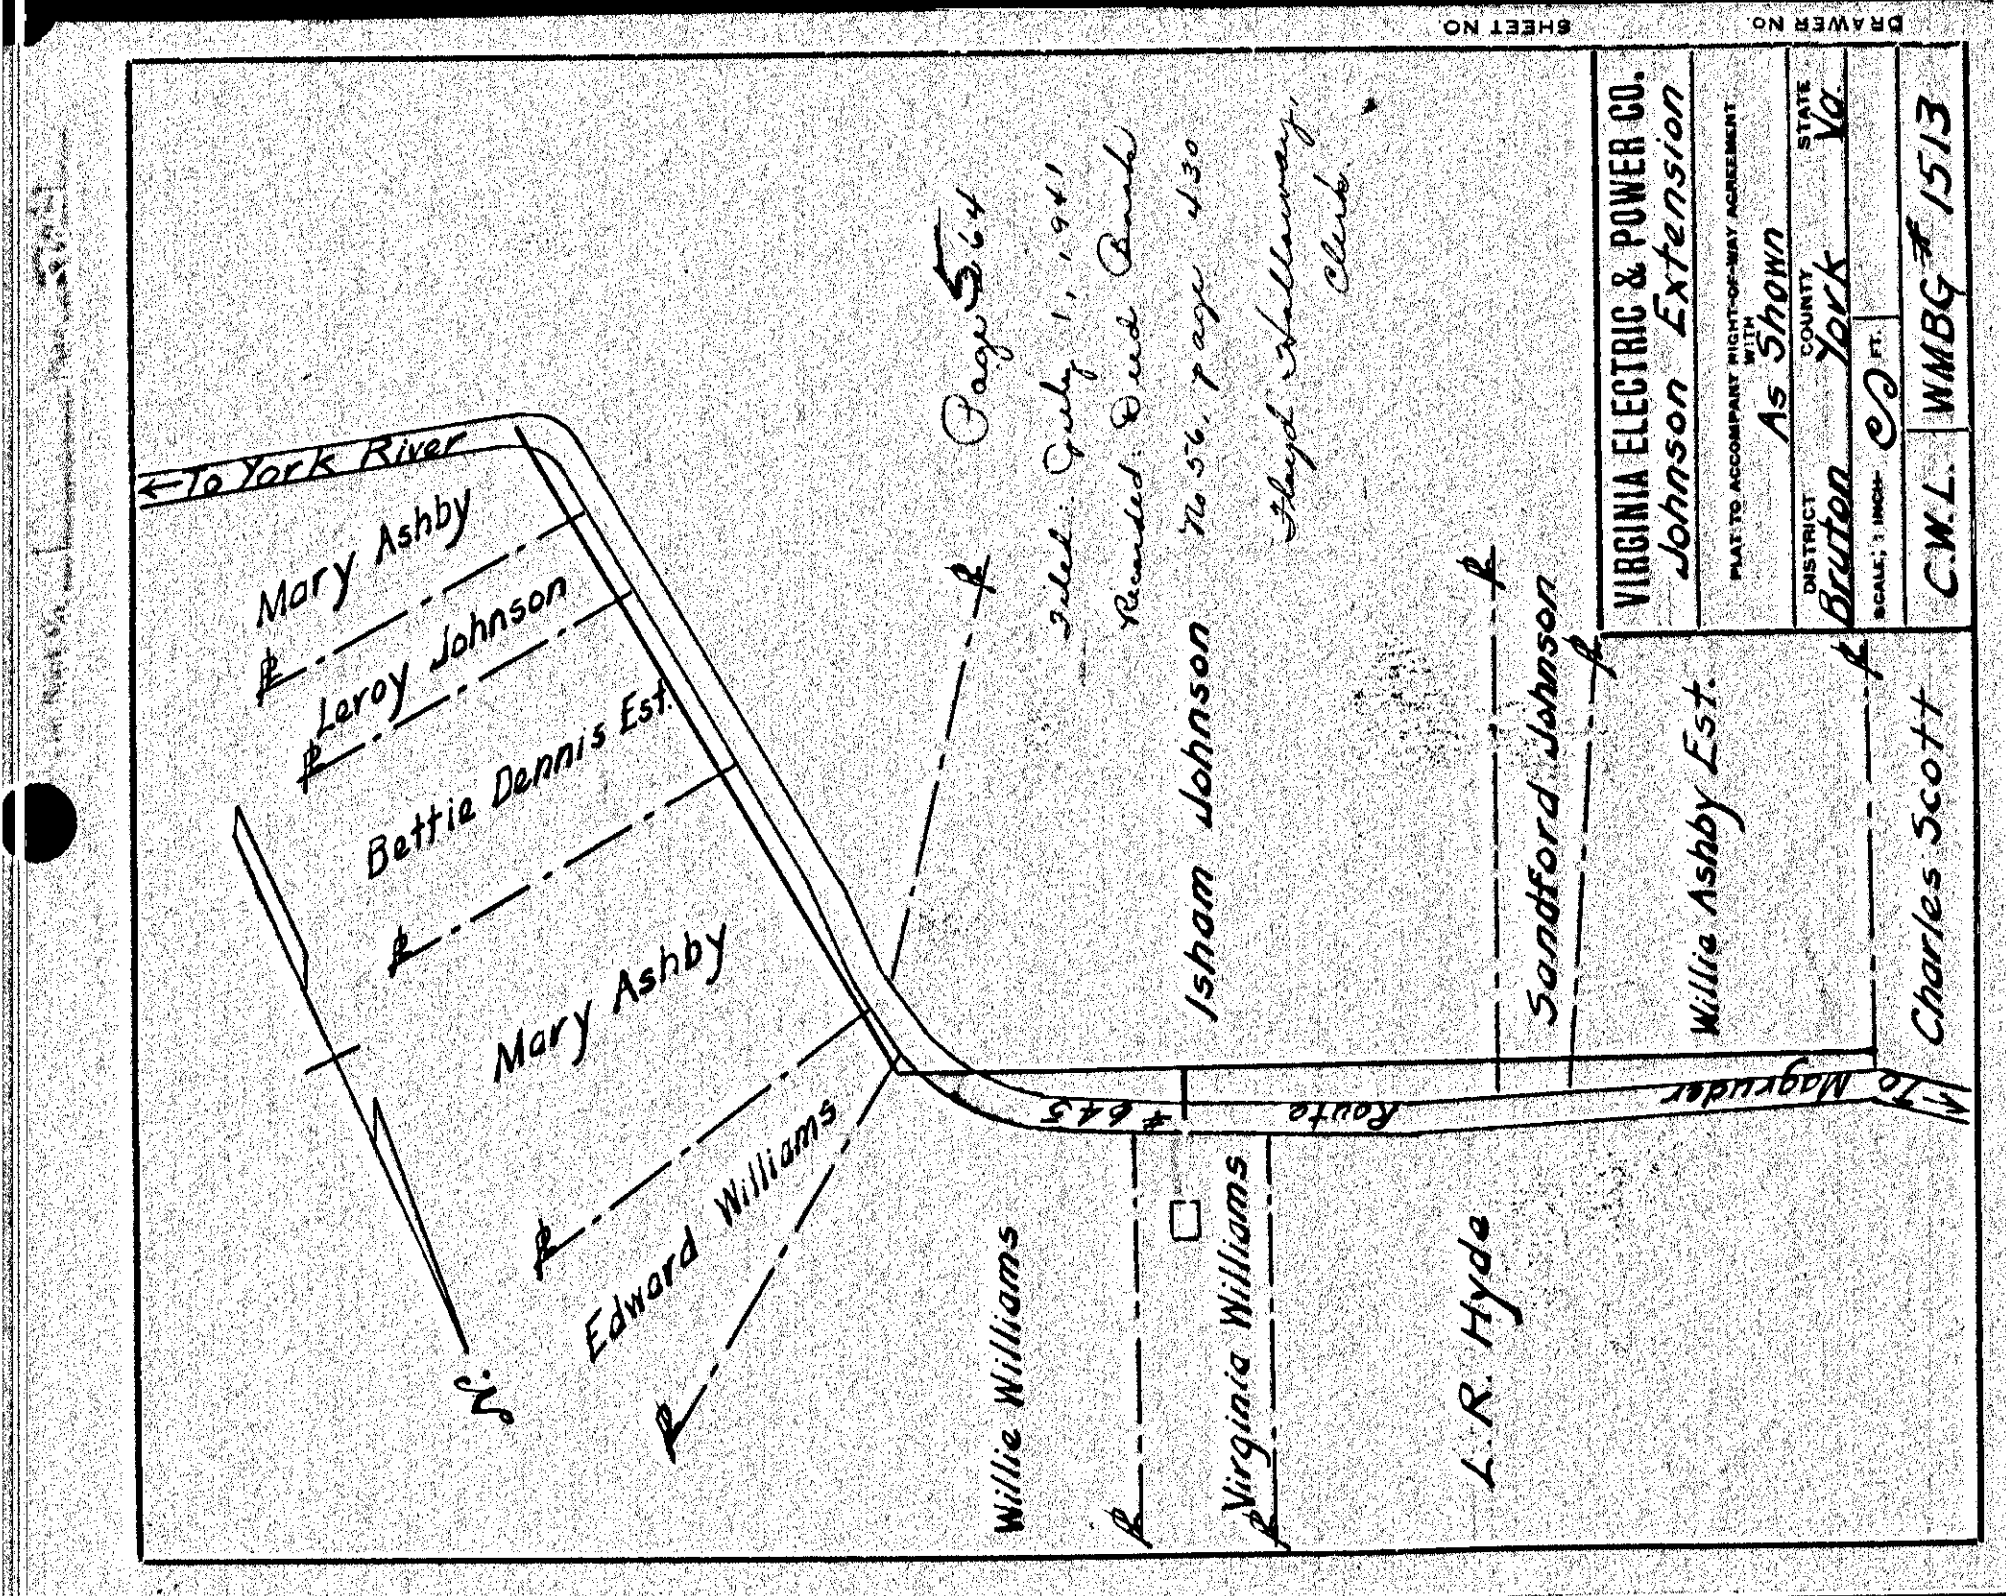 SHEET NO.
DRAWER NO.
← To York River
Mary Ashby
Leroy Johnson
Bettie Dennis Est.
Mary Ashby
Edward Williams
N.
Page 564
Filed: July 1, 1941
Recorded: Deed Book
No 56, page 430
Floyd Holloway,
Clerk.
Isham Johnson
Sandford Johnson
Willie Ashby Est.
Charles Scott
Route # 645
To Magruder
Willie Williams
Virginia Williams
L. R. Hyde
VIRGINIA ELECTRIC & POWER CO.
Johnson Extension
PLAT TO ACCOMPANY RIGHT-OF-WAY AGREEMENT
WITH
As Shown
DISTRICT COUNTY STATE
Bruton York Va.
SCALE; 1 INCH= FT.
C.W.L. WMBG # 1513